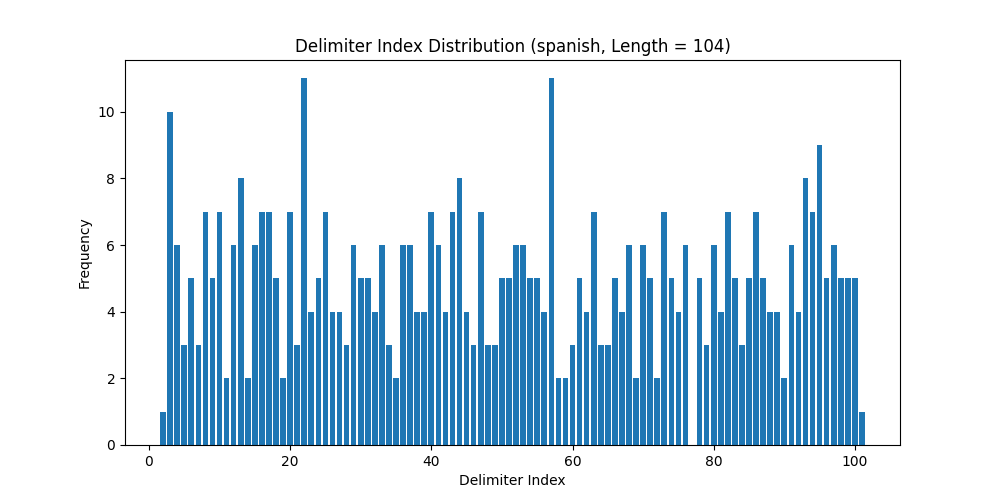 Delimiter Index Distribution (spanish, Length = 104)
Frequency
10
8
6
4
2
0
0 20 40 60 80 100
Delimiter Index